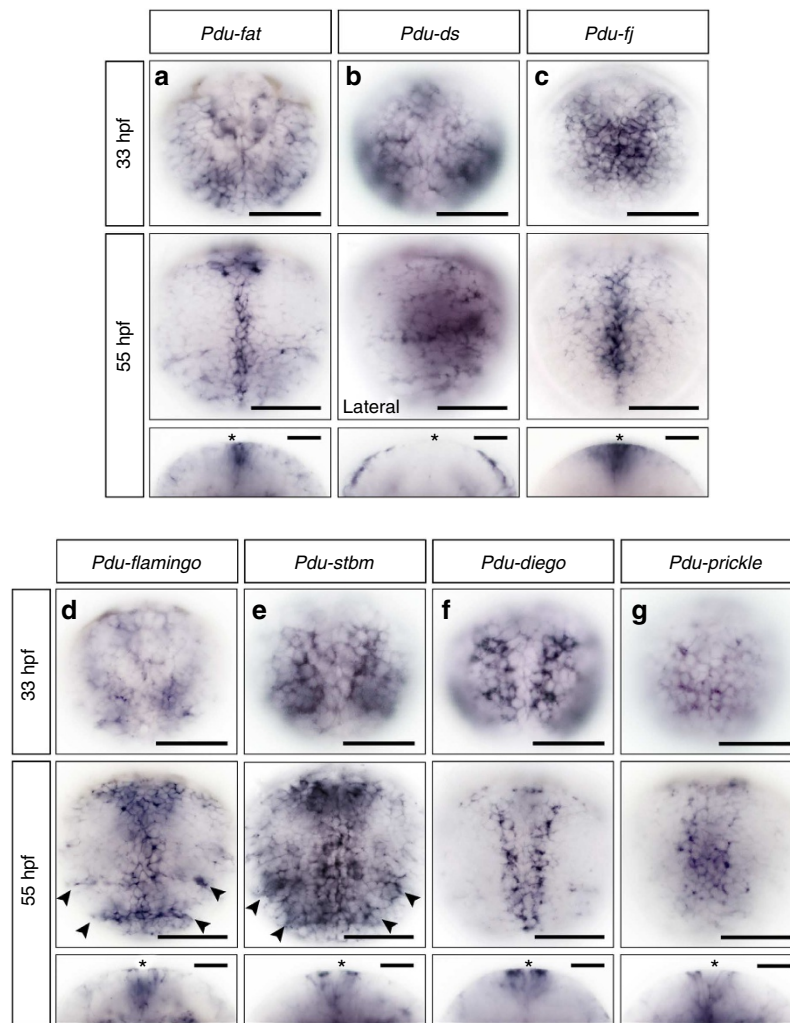 Pdu-fat Pdu-ds Pdu-fj
33 hpf
a b c
55 hpf
Lateral
* * *
Pdu-flamingo Pdu-stbm Pdu-diego Pdu-prickle
33 hpf
d e f g
55 hpf
* * * *